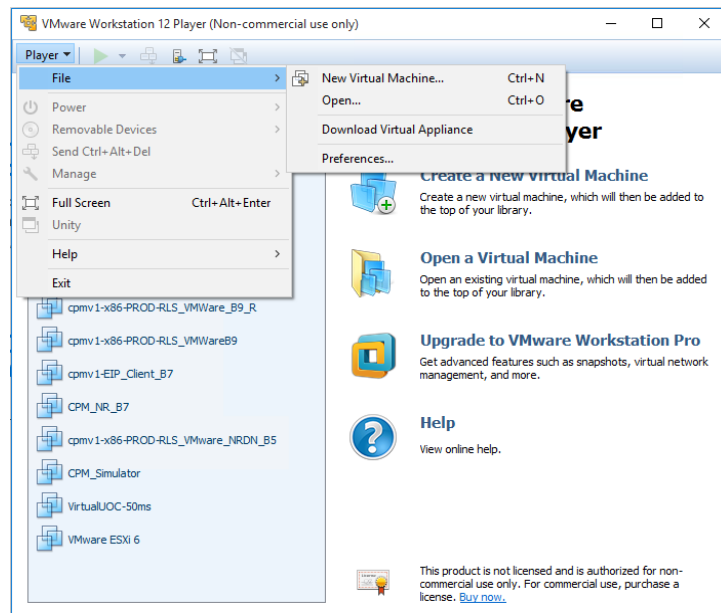 VMware Workstation 12 Player (Non-commercial use only)
Player
File
Power
Removable Devices
Send Ctrl+Alt+Del
Manage
Full Screen Ctrl+Alt+Enter
Unity
Help
Exit
New Virtual Machine... Ctrl+N
Open... Ctrl+O
Download Virtual Appliance
Preferences...
cpmv1-x86-PROD-RLS_VMWare_B9_R
cpmv1-x86-PROD-RLS_VMWareB9
cpmv1-EIP_Client_B7
CPM_NR_B7
cpmv1-x86-PROD-RLS_VMware_NRDN_B5
CPM_Simulator
VirtualUOC-50ms
VMware ESXi 6
Create a New Virtual Machine
Create a new virtual machine, which will then be added to
the top of your library.
Open a Virtual Machine
Open an existing virtual machine, which will then be added
to the top of your library.
Upgrade to VMware Workstation Pro
Get advanced features such as snapshots, virtual network
management, and more.
Help
View online help.
This product is not licensed and is authorized for non-
commercial use only. For commercial use, purchase a
license. Buy now.